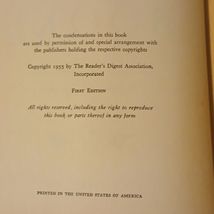 The condensations in this book
are used by permission of and special arrangement with
the publishers holding the respective copyrights
Copyright 1955 by The Reader's Digest Association,
Incorporated
FIRST EDITION
All rights reserved, including the right to reproduce
this book or parts thereof in any form
PRINTED IN THE UNITED STATES OF AMERICA